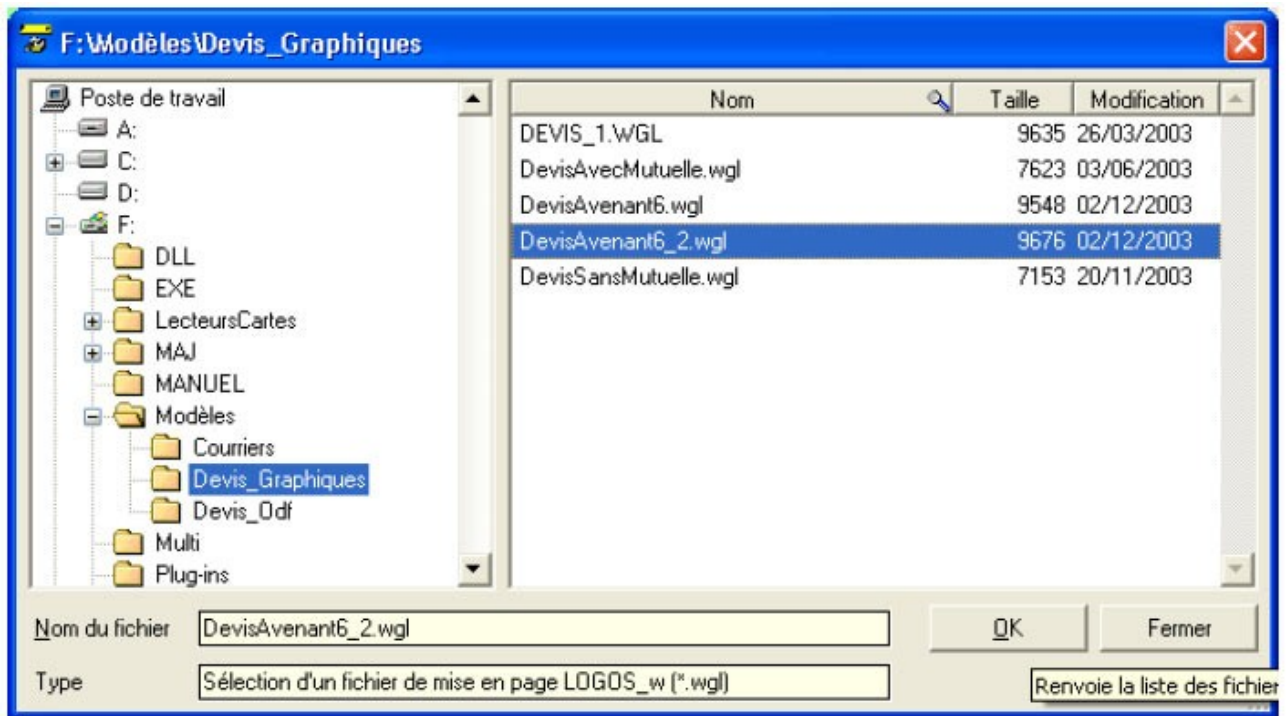 F:\Modèles\Devis_Graphiques
Poste de travail
A:
C:
D:
F:
DLL
EXE
LecteursCartes
MAJ
MANUEL
Modèles
Courriers
Devis_Graphiques
Devis_Odf
Multi
Plug-ins
Nom Taille Modification
DEVIS_1.WGL 9635 26/03/2003
DevisAvecMutuelle.wgl 7623 03/06/2003
DevisAvenant6.wgl 9548 02/12/2003
DevisAvenant6_2.wgl 9676 02/12/2003
DevisSansMutuelle.wgl 7153 20/11/2003
Nom du fichier DevisAvenant6_2.wgl OK Fermer
Type Sélection d'un fichier de mise en page LOGOS_w (*.wgl)
Renvoie la liste des fichier